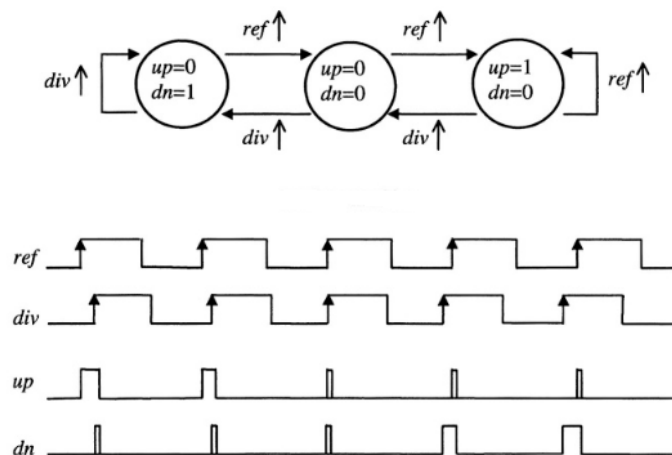 ref↑ ref↑
div↑ up=0 up=0 up=1 ref↑
dn=1 dn=0 dn=0
div↑ div↑
ref
div
up
dn